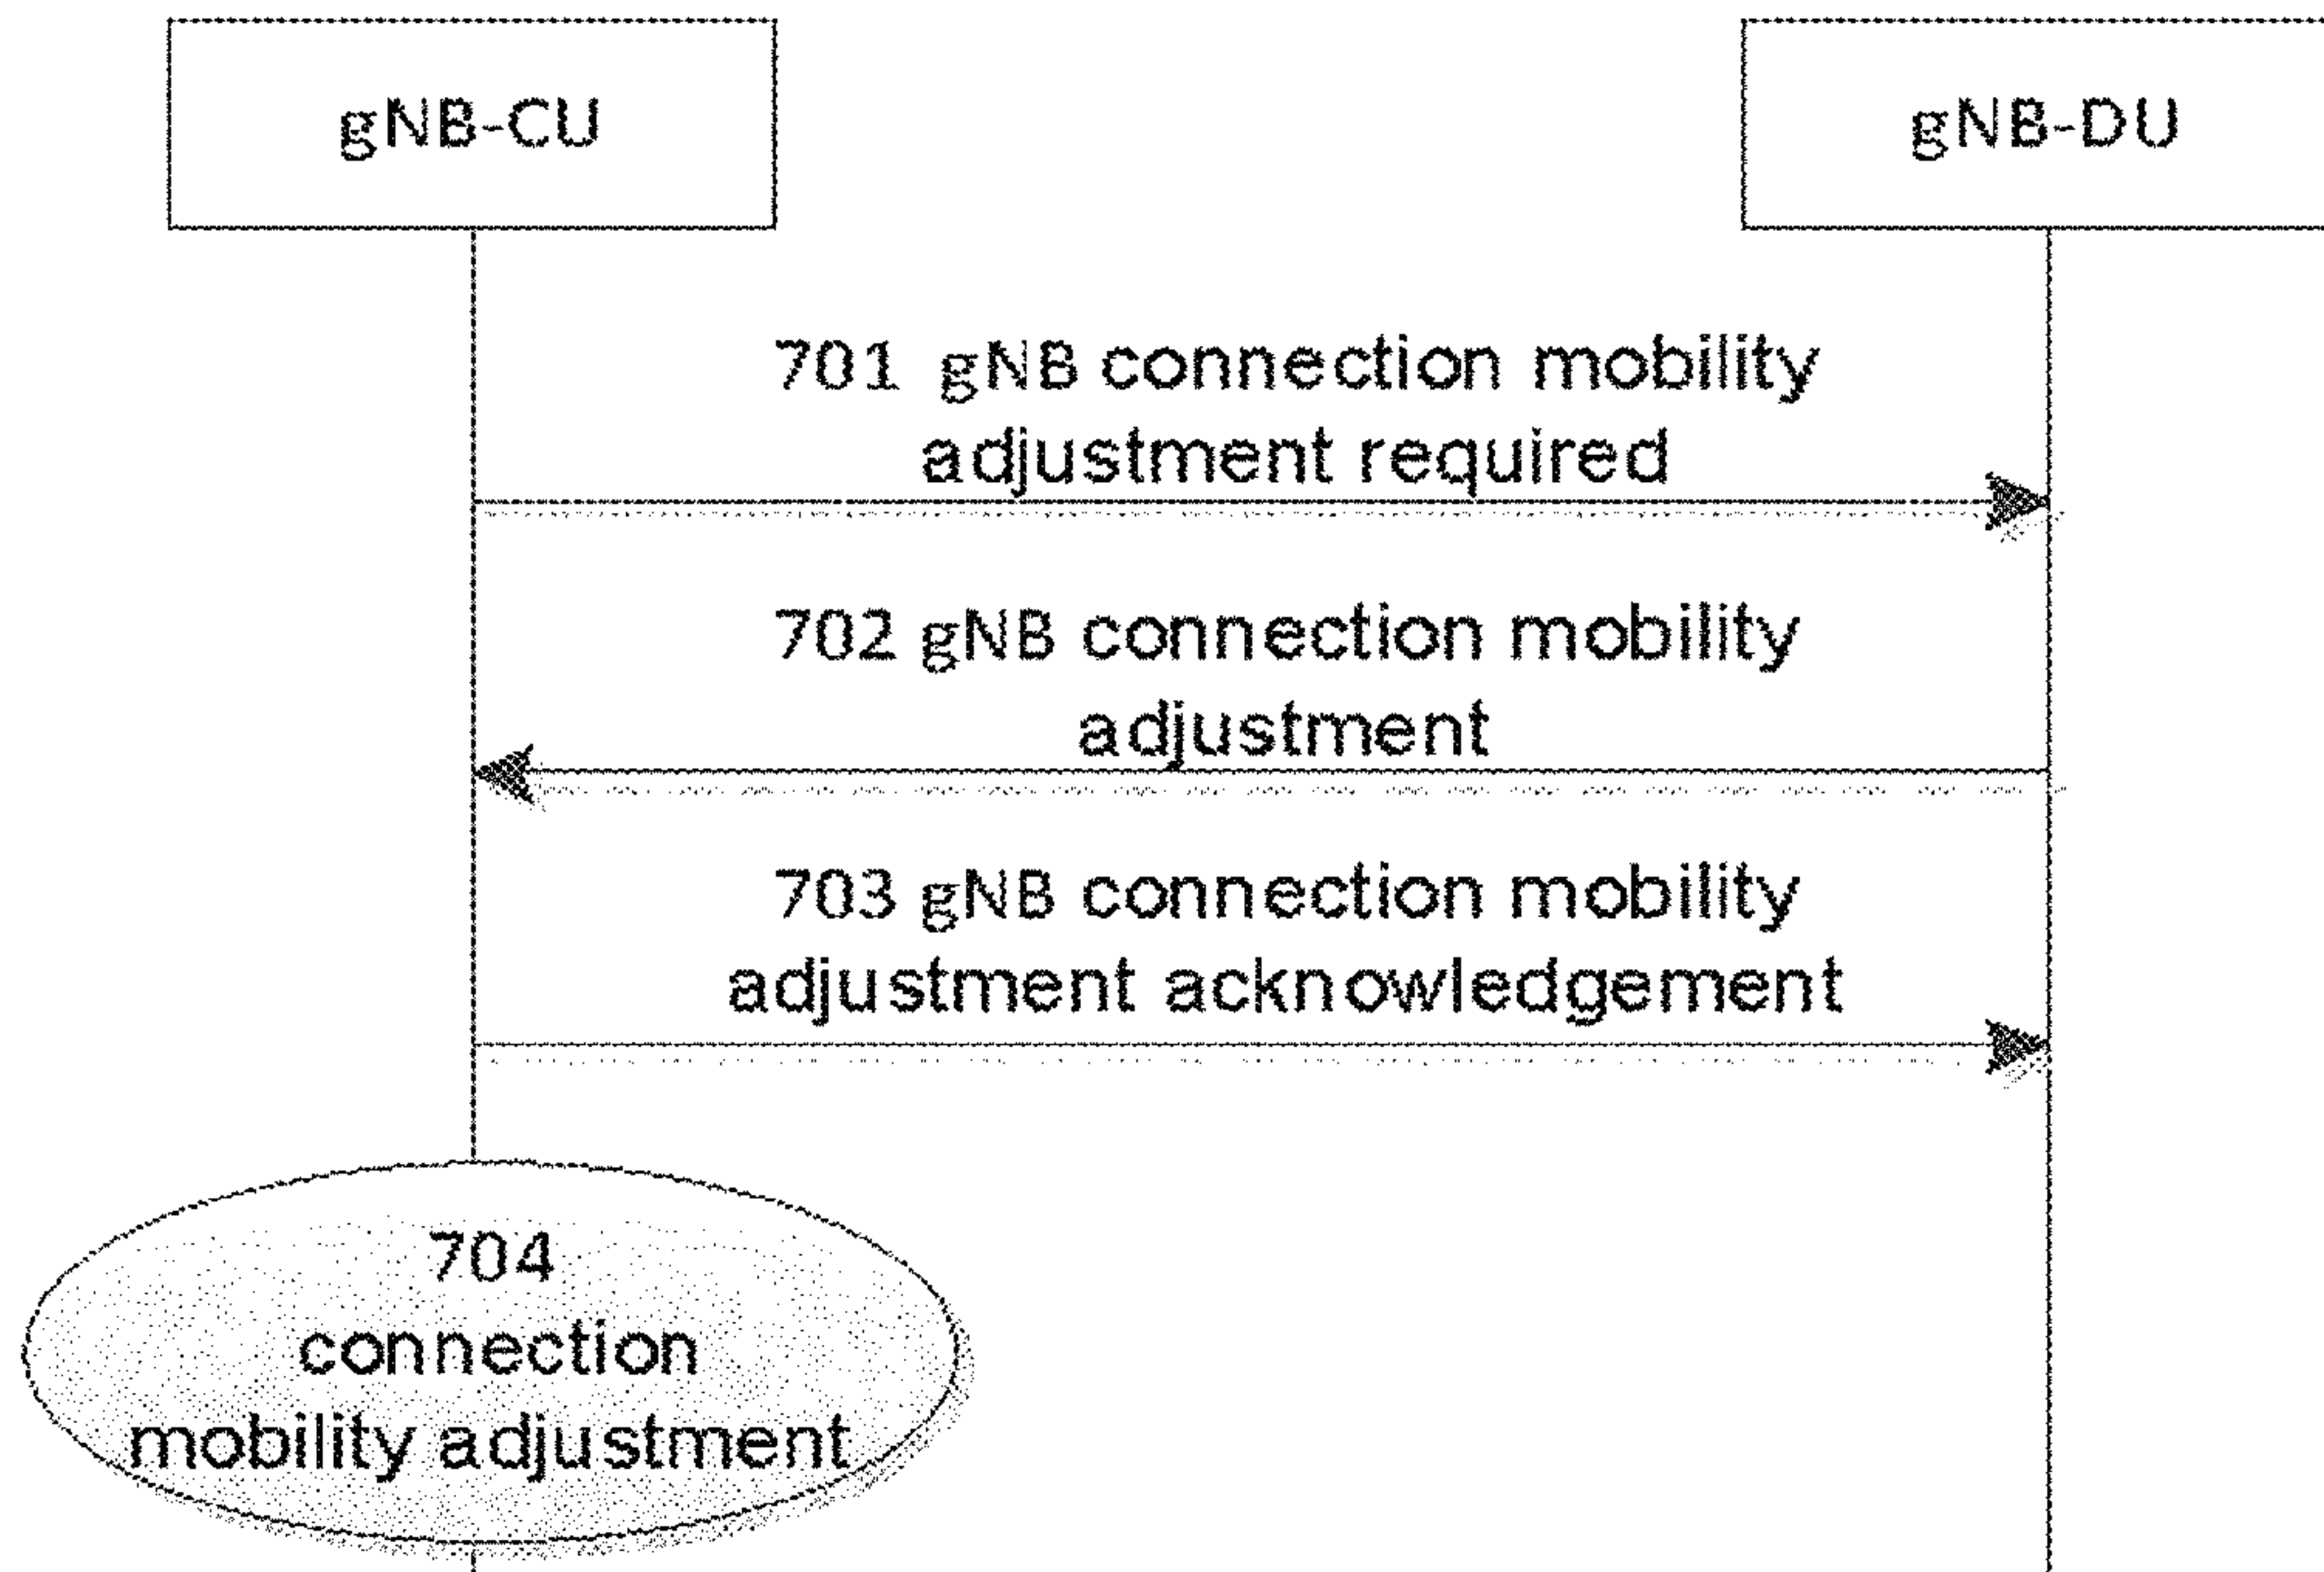 gNB-CU
gNB-DU
701 gNB connection mobility
adjustment required
702 gNB connection mobility
adjustment
703 gNB connection mobility
adjustment acknowledgement
704
connection
mobility adjustment